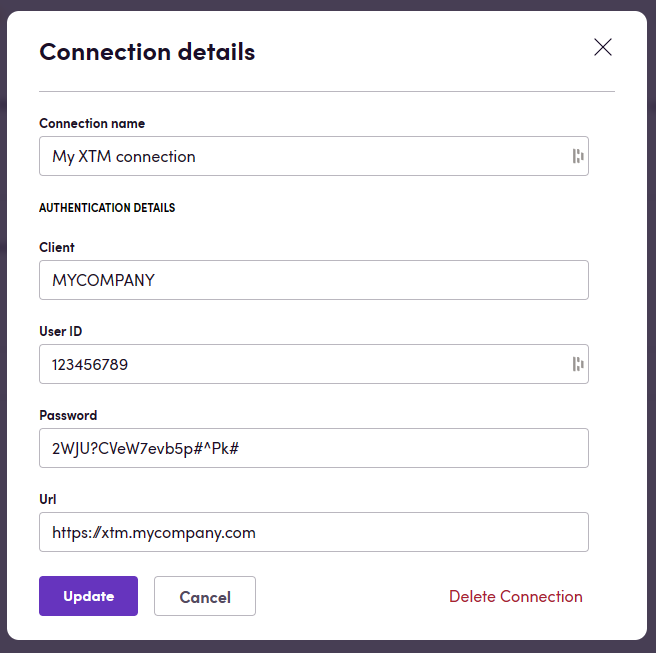 Connection details
Connection name
My XTM connection
AUTHENTICATION DETAILS
Client
MYCOMPANY
User ID
123456789
Password
2WJU?CVeW7evb5p#^Pk#
Url
https://xtm.mycompany.com
Update Cancel Delete Connection